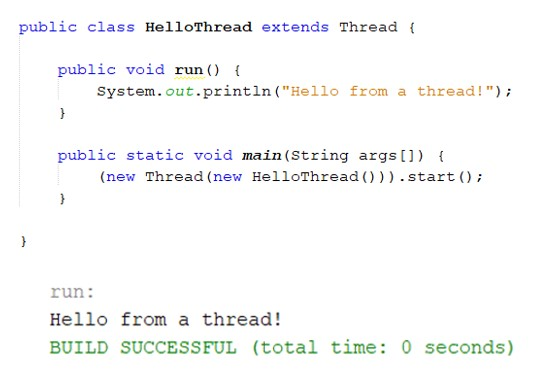 public class HelloThread extends Thread {
public void run() {
System.out.println("Hello from a thread!");
}
public static void main(String args[]) {
(new Thread(new HelloThread())).start();
}
}
run:
Hello from a thread!
BUILD SUCCESSFUL (total time: 0 seconds)